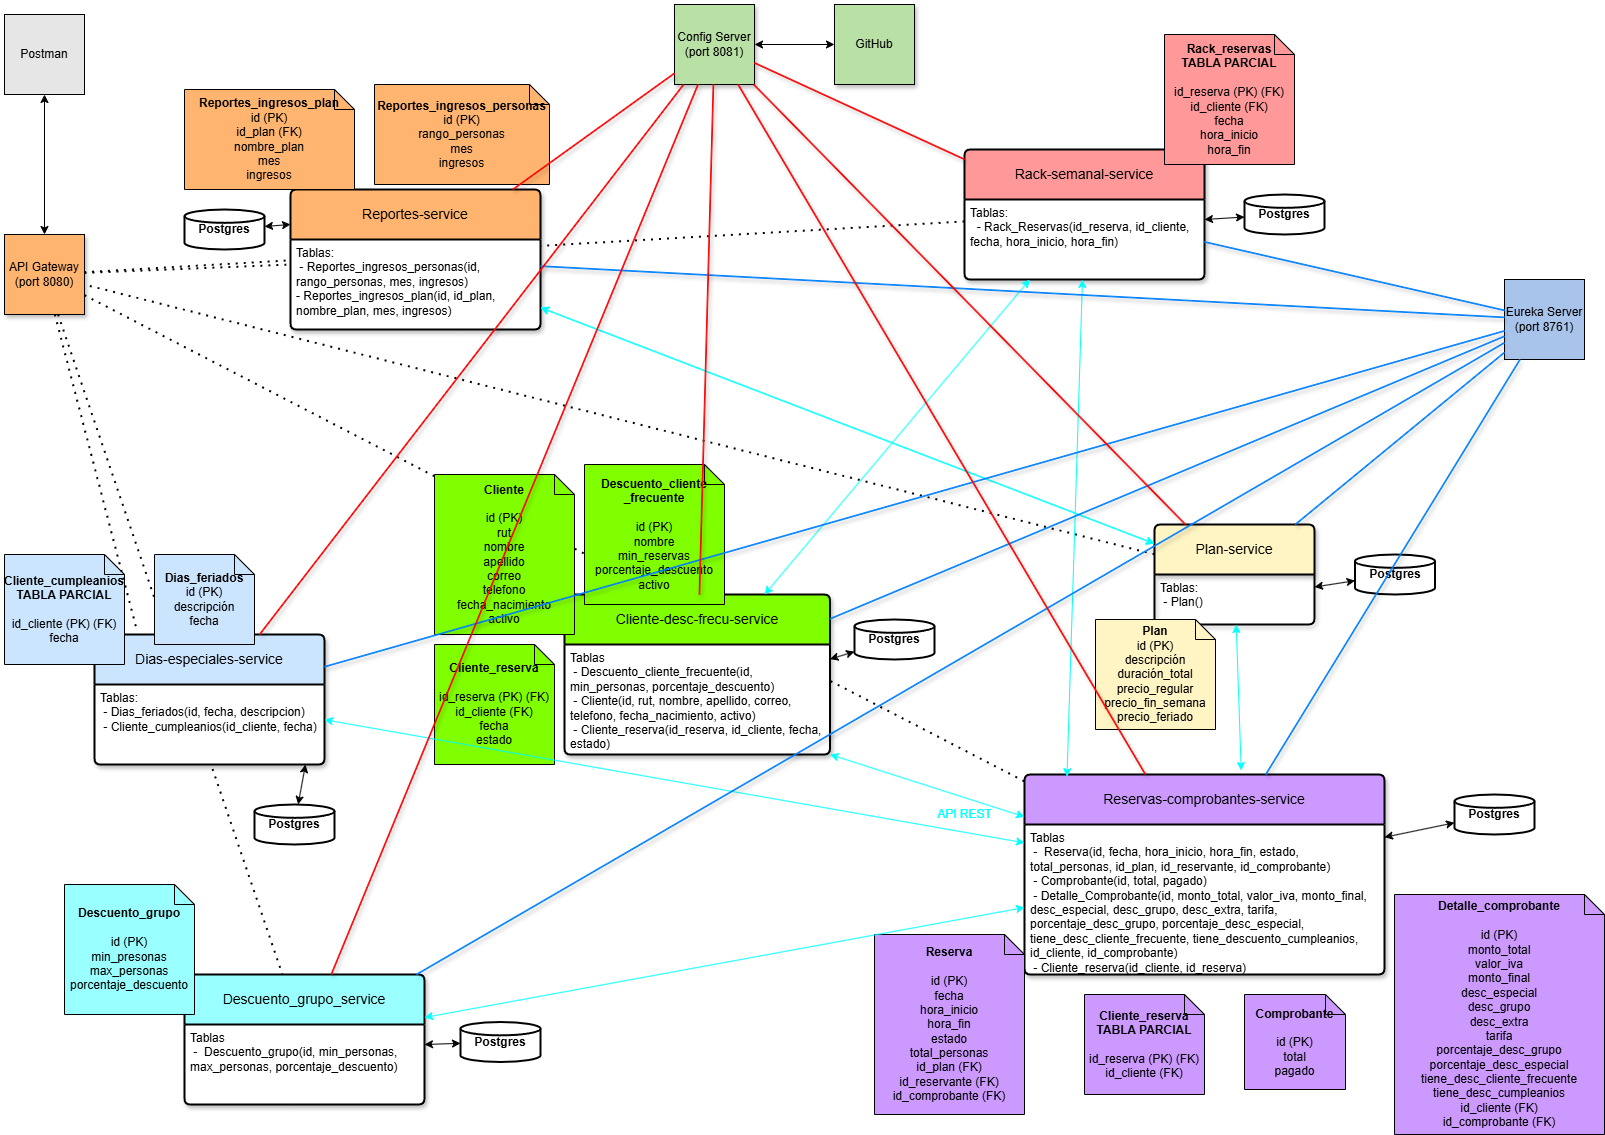 Postman
Config Server
(port 8081)
GitHub
Rack_reservas
TABLA PARCIAL
id_reserva (PK) (FK)
id_cliente (FK)
fecha
hora_inicio
hora_fin
Reportes_ingresos_plan
id (PK)
id_plan (FK)
nombre_plan
mes
ingresos
Reportes_ingresos_personas
id (PK)
rango_personas
mes
ingresos
Rack-semanal-service
Tablas:
- Rack_Reservas(id_reserva, id_cliente,
fecha, hora_inicio, hora_fin)
Postgres
Reportes-service
Tablas:
- Reportes_ingresos_personas(id,
rango_personas, mes, ingresos)
- Reportes_ingresos_plan(id, id_plan,
nombre_plan, mes, ingresos)
Postgres
API Gateway
(port 8080)
Eureka Server
(port 8761)
Cliente
id (PK)
rut
nombre
apellido
correo
telefono
fecha_nacimiento
activo
Descuento_cliente
_frecuente
id (PK)
nombre
min_reservas
porcentaje_descuento
activo
Plan-service
Tablas:
- Plan()
Postgres
Cliente_cumpleanios
TABLA PARCIAL
id_cliente (PK) (FK)
fecha
Dias_feriados
id (PK)
descripción
fecha
Cliente-desc-frecu-service
Tablas
- Descuento_cliente_frecuente(id,
min_personas, porcentaje_descuento)
- Cliente(id, rut, nombre, apellido, correo,
telefono, fecha_nacimiento, activo)
- Cliente_reserva(id_reserva, id_cliente, fecha,
estado)
Postgres
Plan
id (PK)
descripción
duración_total
precio_regular
precio_fin_semana
precio_feriado
Dias-especiales-service
Tablas:
- Dias_feriados(id, fecha, descripcion)
- Cliente_cumpleanios(id_cliente, fecha)
Postgres
Cliente_reserva
id_reserva (PK) (FK)
id_cliente (FK)
fecha
estado
API REST
Reservas-comprobantes-service
Tablas
- Reserva(id, fecha, hora_inicio, hora_fin, estado,
total_personas, id_plan, id_reservante, id_comprobante)
- Comprobante(id, total, pagado)
- Detalle_Comprobante(id, monto_total, valor_iva, monto_final,
desc_especial, desc_grupo, desc_extra, tarifa,
porcentaje_desc_grupo, porcentaje_desc_especial,
tiene_desc_cliente_frecuente, tiene_descuento_cumpleanios,
id_cliente, id_comprobante)
- Cliente_reserva(id_cliente, id_reserva)
Postgres
Descuento_grupo
id (PK)
min_presonas
max_personas
porcentaje_descuento
Descuento_grupo_service
Tablas
- Descuento_grupo(id, min_personas,
max_personas, porcentaje_descuento)
Postgres
Reserva
id (PK)
fecha
hora_inicio
hora_fin
estado
total_personas
id_plan (FK)
id_reservante (FK)
id_comprobante (FK)
Cliente_reserva
TABLA PARCIAL
id_reserva (PK) (FK)
id_cliente (FK)
Comprobante
id (PK)
total
pagado
Detalle_comprobante
id (PK)
monto_total
valor_iva
monto_final
desc_especial
desc_grupo
desc_extra
tarifa
porcentaje_desc_grupo
porcentaje_desc_especial
tiene_desc_cliente_frecuente
tiene_desc_cumpleanios
id_cliente (FK)
id_comprobante (FK)